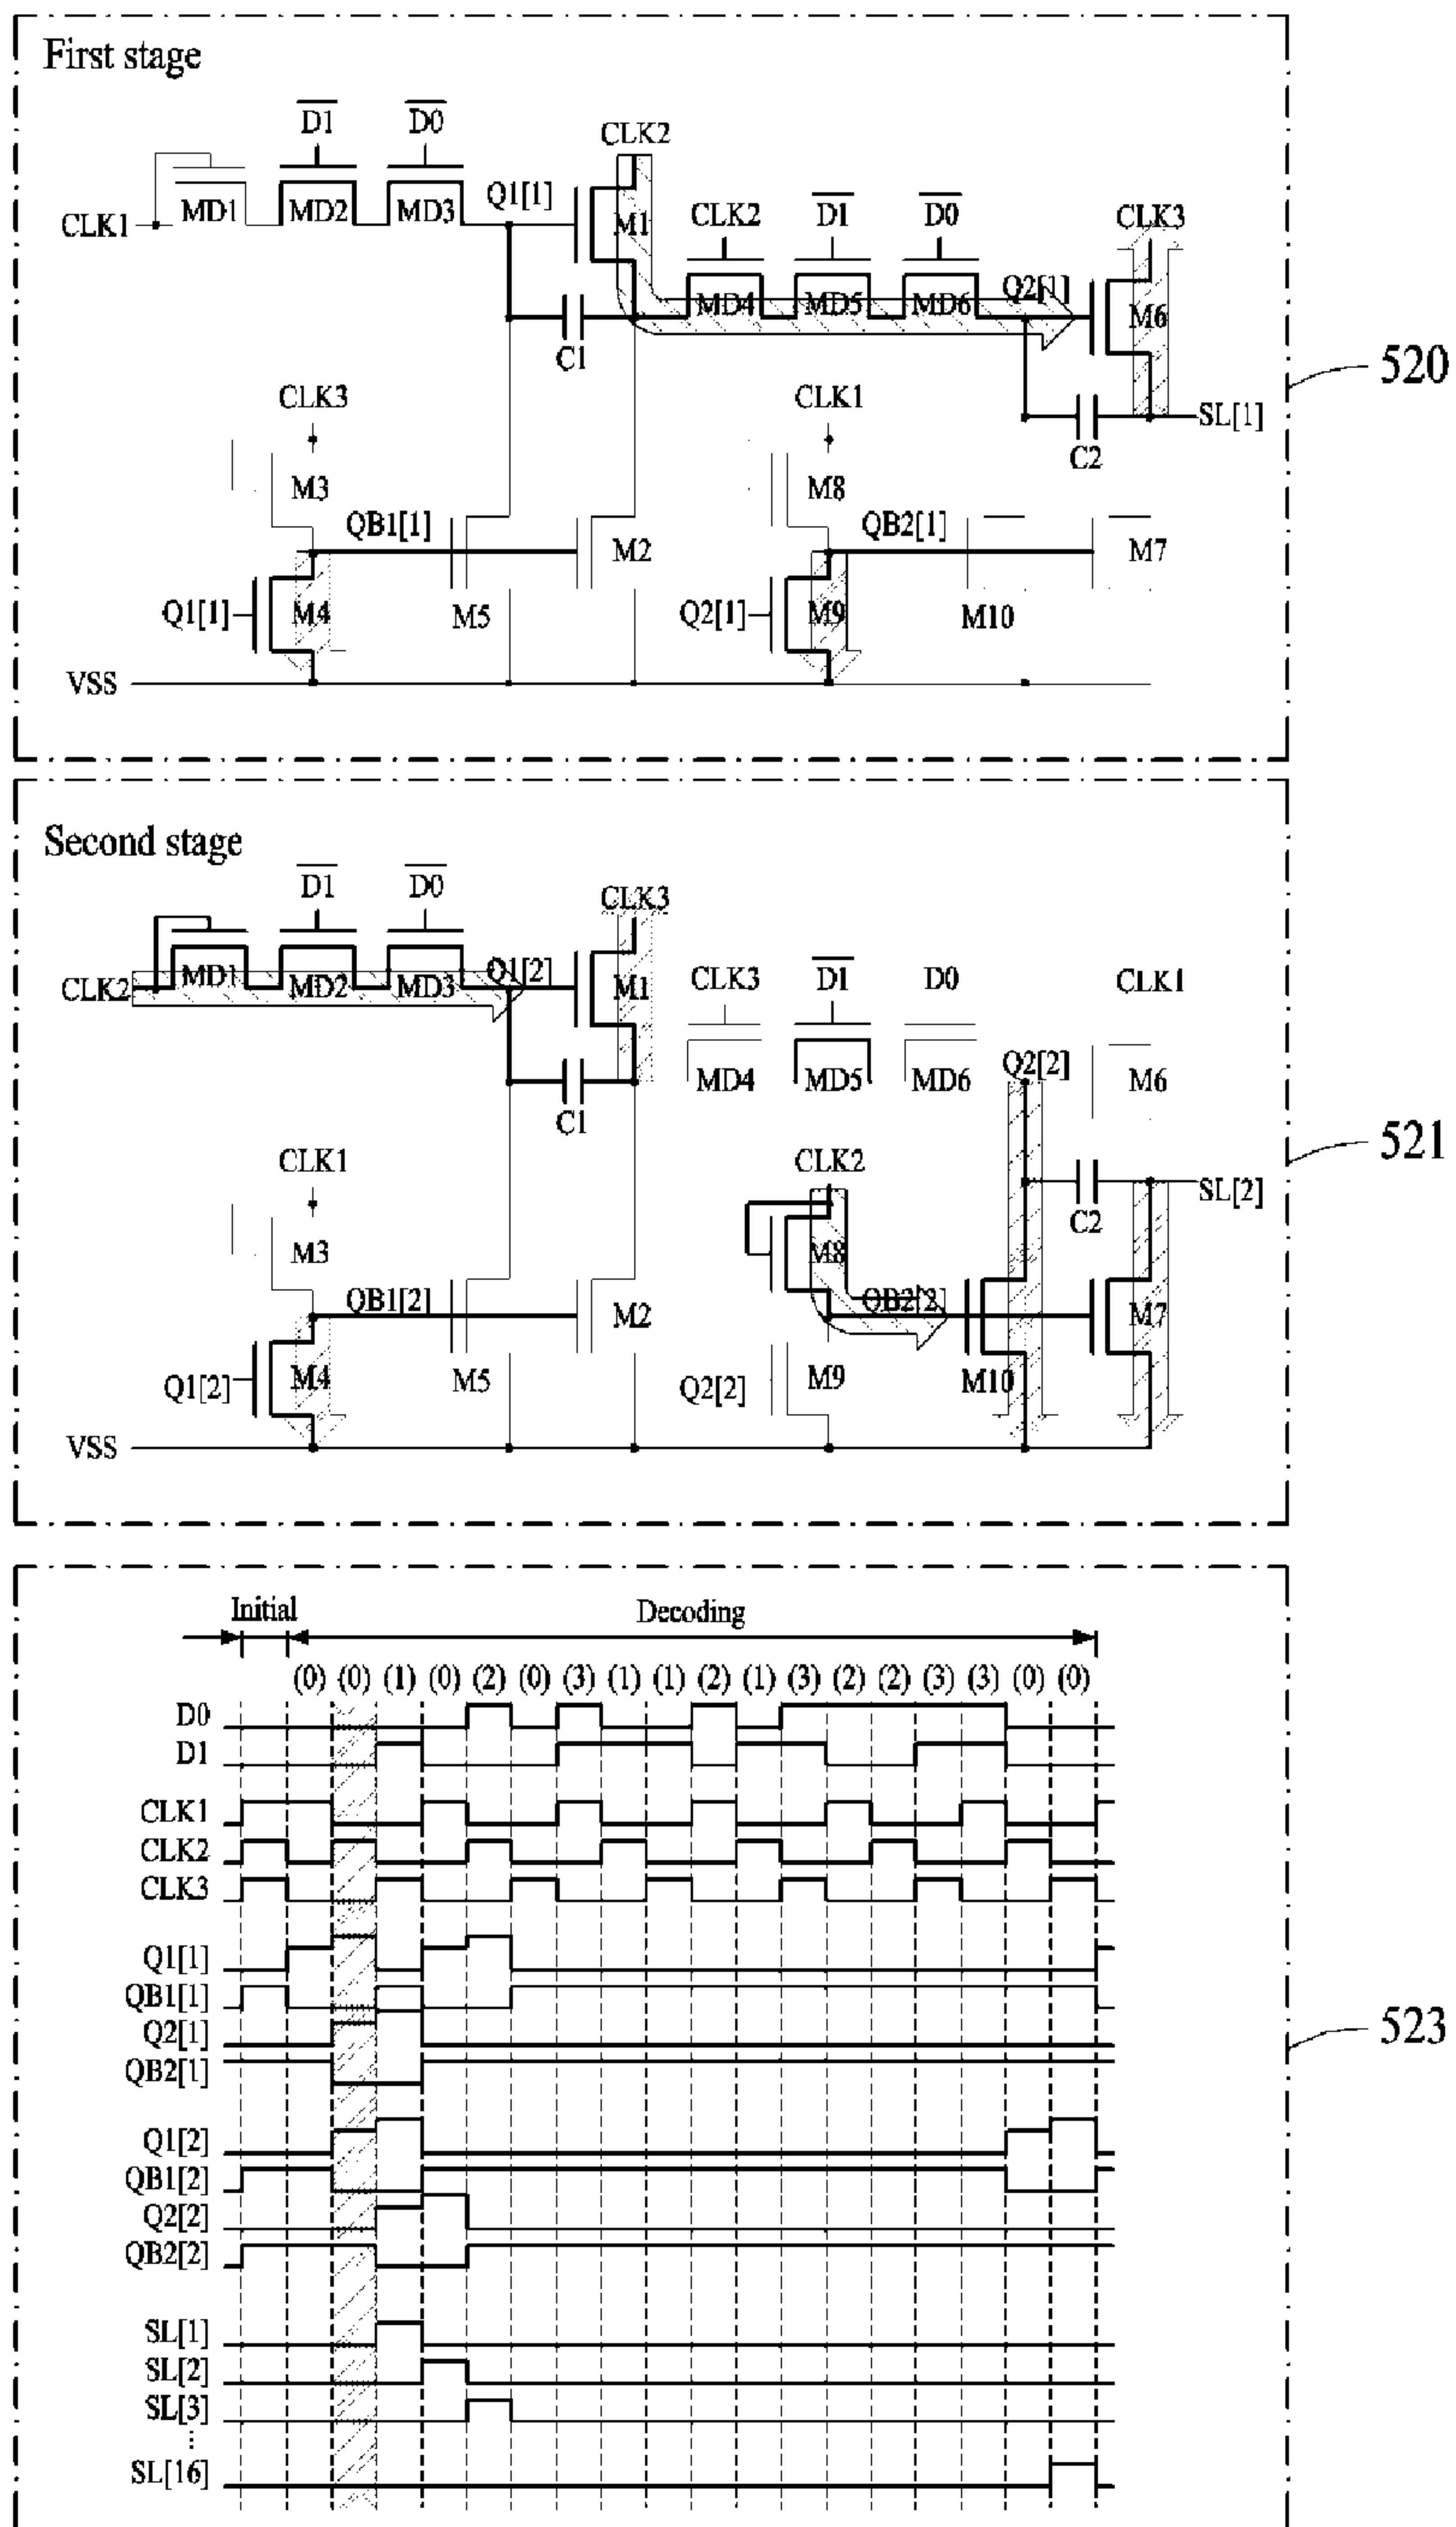 First stage
D̅1̅ D̅0̅ CLK2
CLK1 MD1 MD2 MD3 Q1[1] M1 CLK2 D̅1̅ D̅0̅ CLK3
MD4 MD5 MD6 Q2[1] M6
C1
CLK3 CLK1 SL[1]
C2
M3 M8
QB1[1] M2 QB2[1] M7
Q1[1] M4 M5 Q2[1] M9 M10
VSS
520
Second stage
D̅1̅ D̅0̅ CLK3
CLK2 MD1 MD2 MD3 Q1[2] M1 CLK3 D̅1̅ D0 CLK1
MD4 MD5 MD6 Q2[2] M6
C1
CLK1 CLK2 SL[2]
C2
M3 M8
QB1[2] M2 QB2[2] M7
Q1[2] M4 M5 Q2[2] M9 M10
VSS
521
Initial Decoding
(0) (0) (1) (0) (2) (0) (3) (1) (1) (2) (1) (3) (2) (2) (3) (3) (0) (0)
D0
D1
CLK1
CLK2
CLK3
Q1[1]
QB1[1]
Q2[1]
QB2[1]
Q1[2]
QB1[2]
Q2[2]
QB2[2]
SL[1]
SL[2]
SL[3]
⋮
SL[16]
523